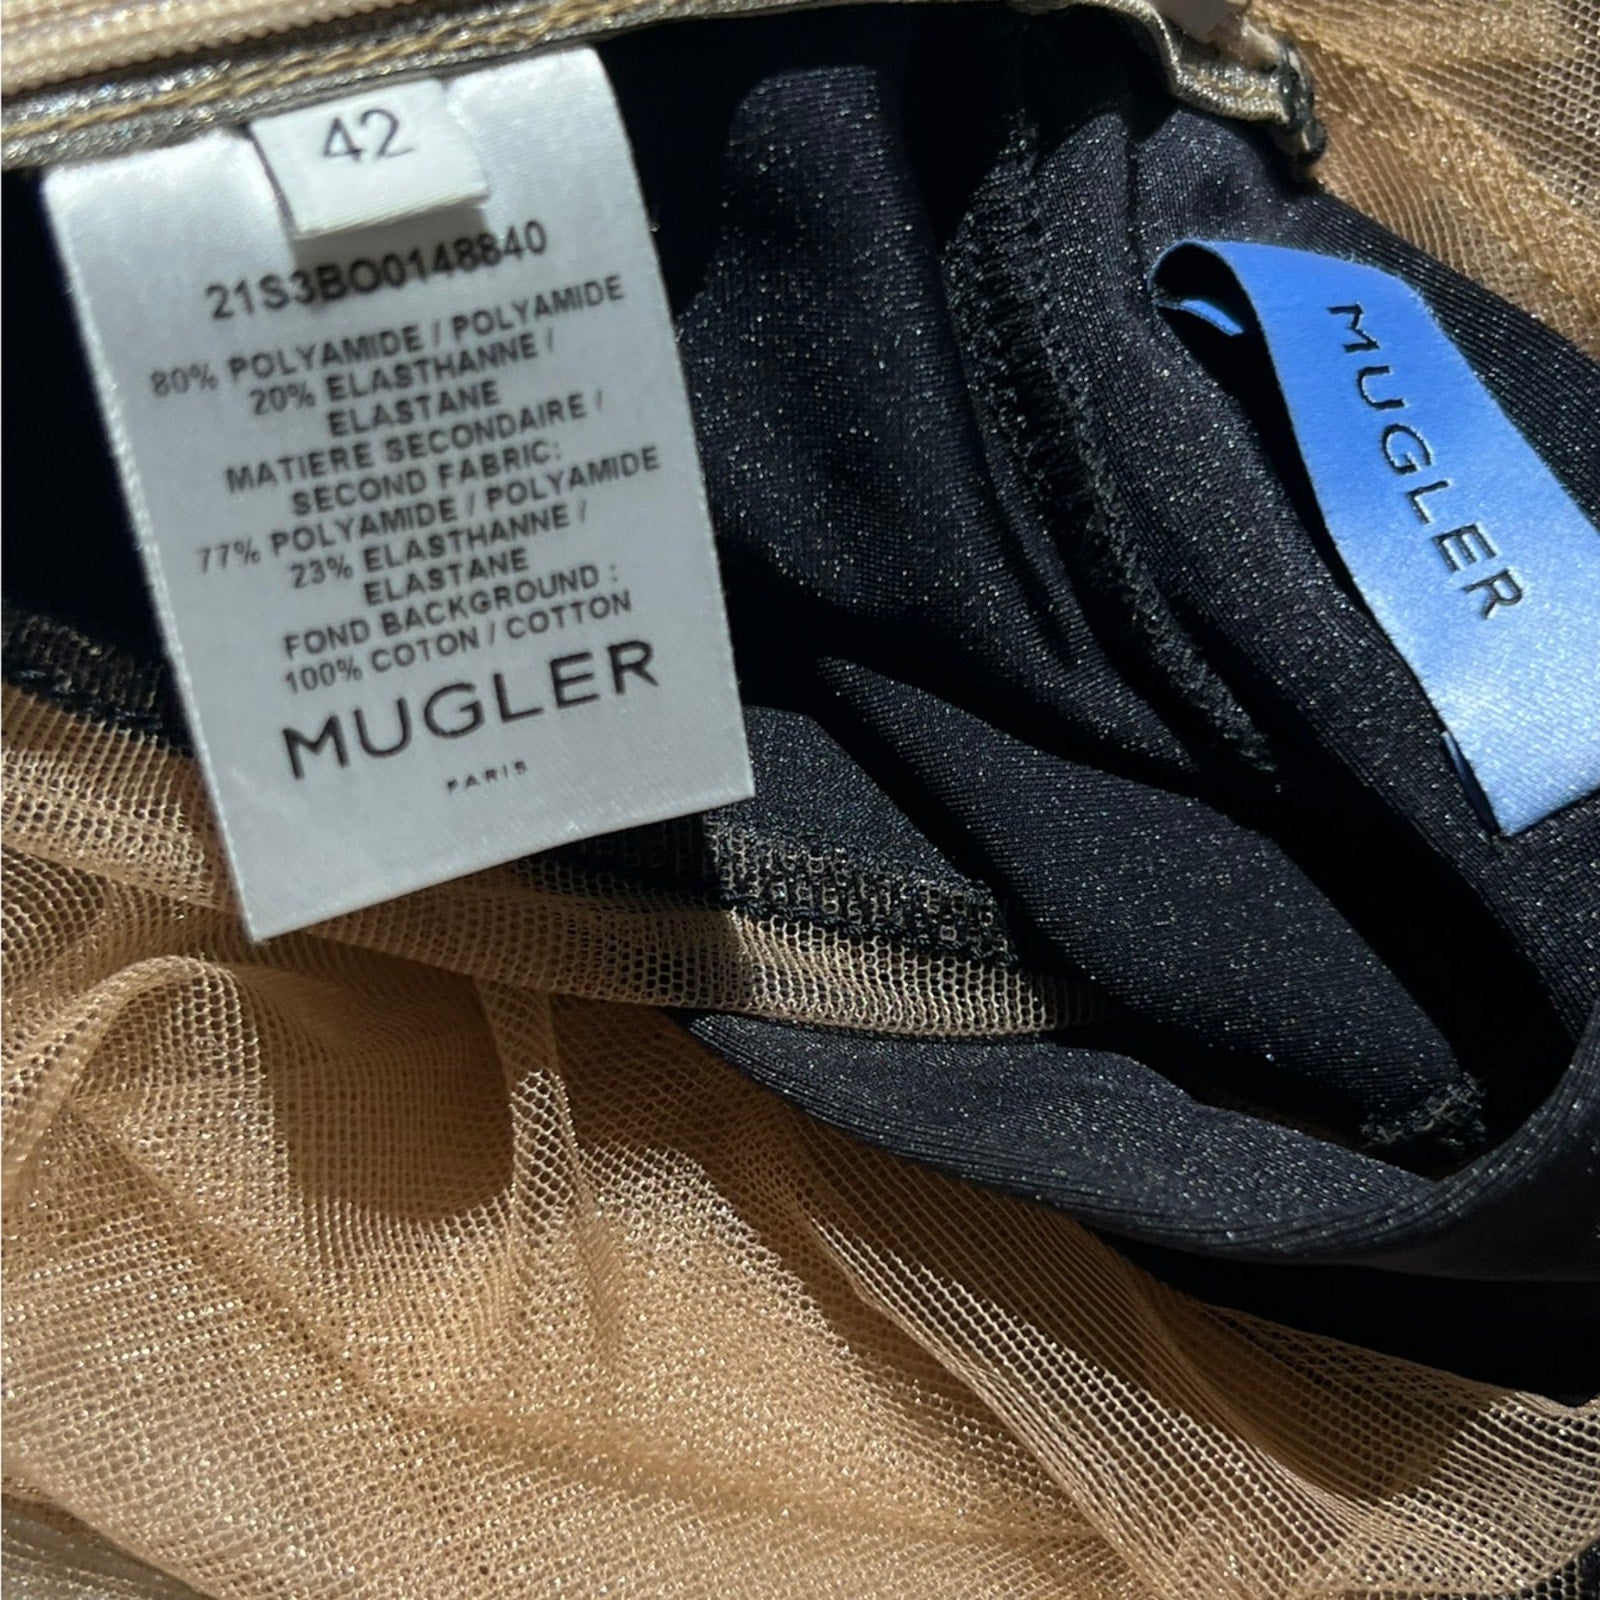 42
21S3BO0148840
80% POLYAMIDE / POLYAMIDE
20% ELASTHANNE /
ELASTANE
MATIERE SECONDAIRE /
SECOND FABRIC:
77% POLYAMIDE / POLYAMIDE
23% ELASTHANNE /
ELASTANE
FOND BACKGROUND :
100% COTON / COTTON
MUGLER
PARIS
MUGLER